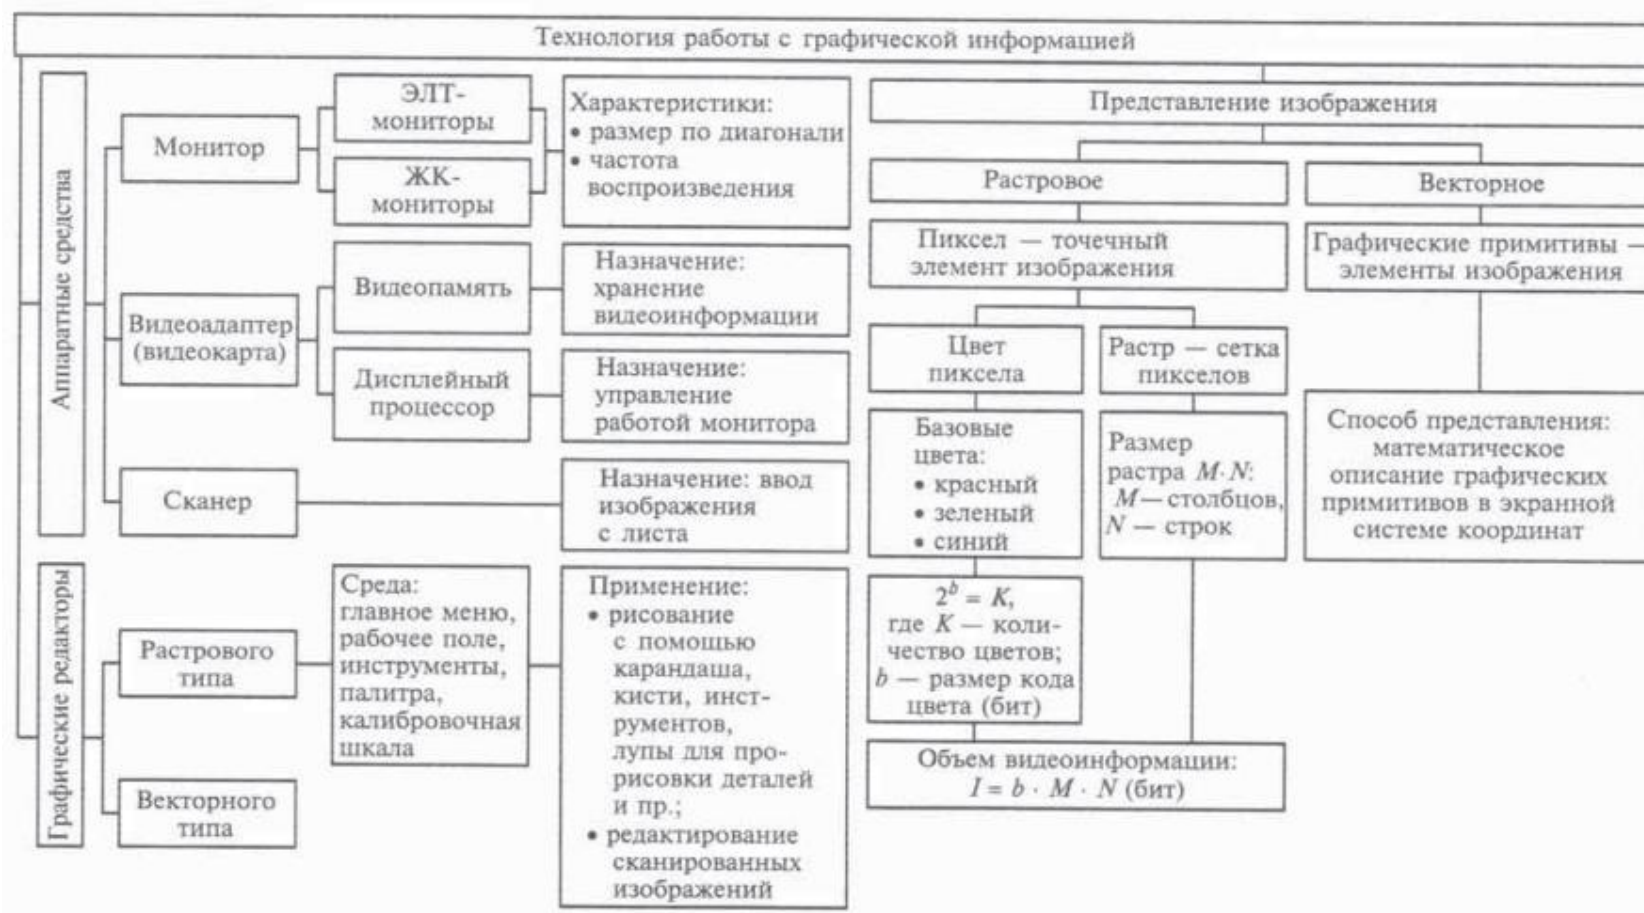 Технология работы с графической информацией
Аппаратные средства
Монитор
ЭЛТ-
мониторы
ЖК-
мониторы
Характеристики:
• размер по диагонали
• частота
воспроизведения
Видеоадаптер
(видеокарта)
Видеопамять
Назначение:
хранение
видеоинформации
Дисплейный
процессор
Назначение:
управление
работой монитора
Сканер
Назначение: ввод
изображения
с листа
Графические редакторы
Растрового
типа
Среда:
главное меню,
рабочее поле,
инструменты,
палитра,
калибровочная
шкала
Применение:
• рисование
с помощью
карандаша,
кисти, инст-
рументов,
лупы для про-
рисовки деталей
и пр.;
• редактирование
сканированных
изображений
Векторного
типа
Представление изображения
Растровое
Пиксел — точечный
элемент изображения
Цвет
пиксела
Базовые
цвета:
• красный
• зеленый
• синий
2^b = K,
где K — коли-
чество цветов;
b — размер кода
цвета (бит)
Растр — сетка
пикселов
Размер
растра M·N:
M — столбцов,
N — строк
Объем видеоинформации:
I = b · M · N (бит)
Векторное
Графические примитивы —
элементы изображения
Способ представления:
математическое
описание графических
примитивов в экранной
системе координат